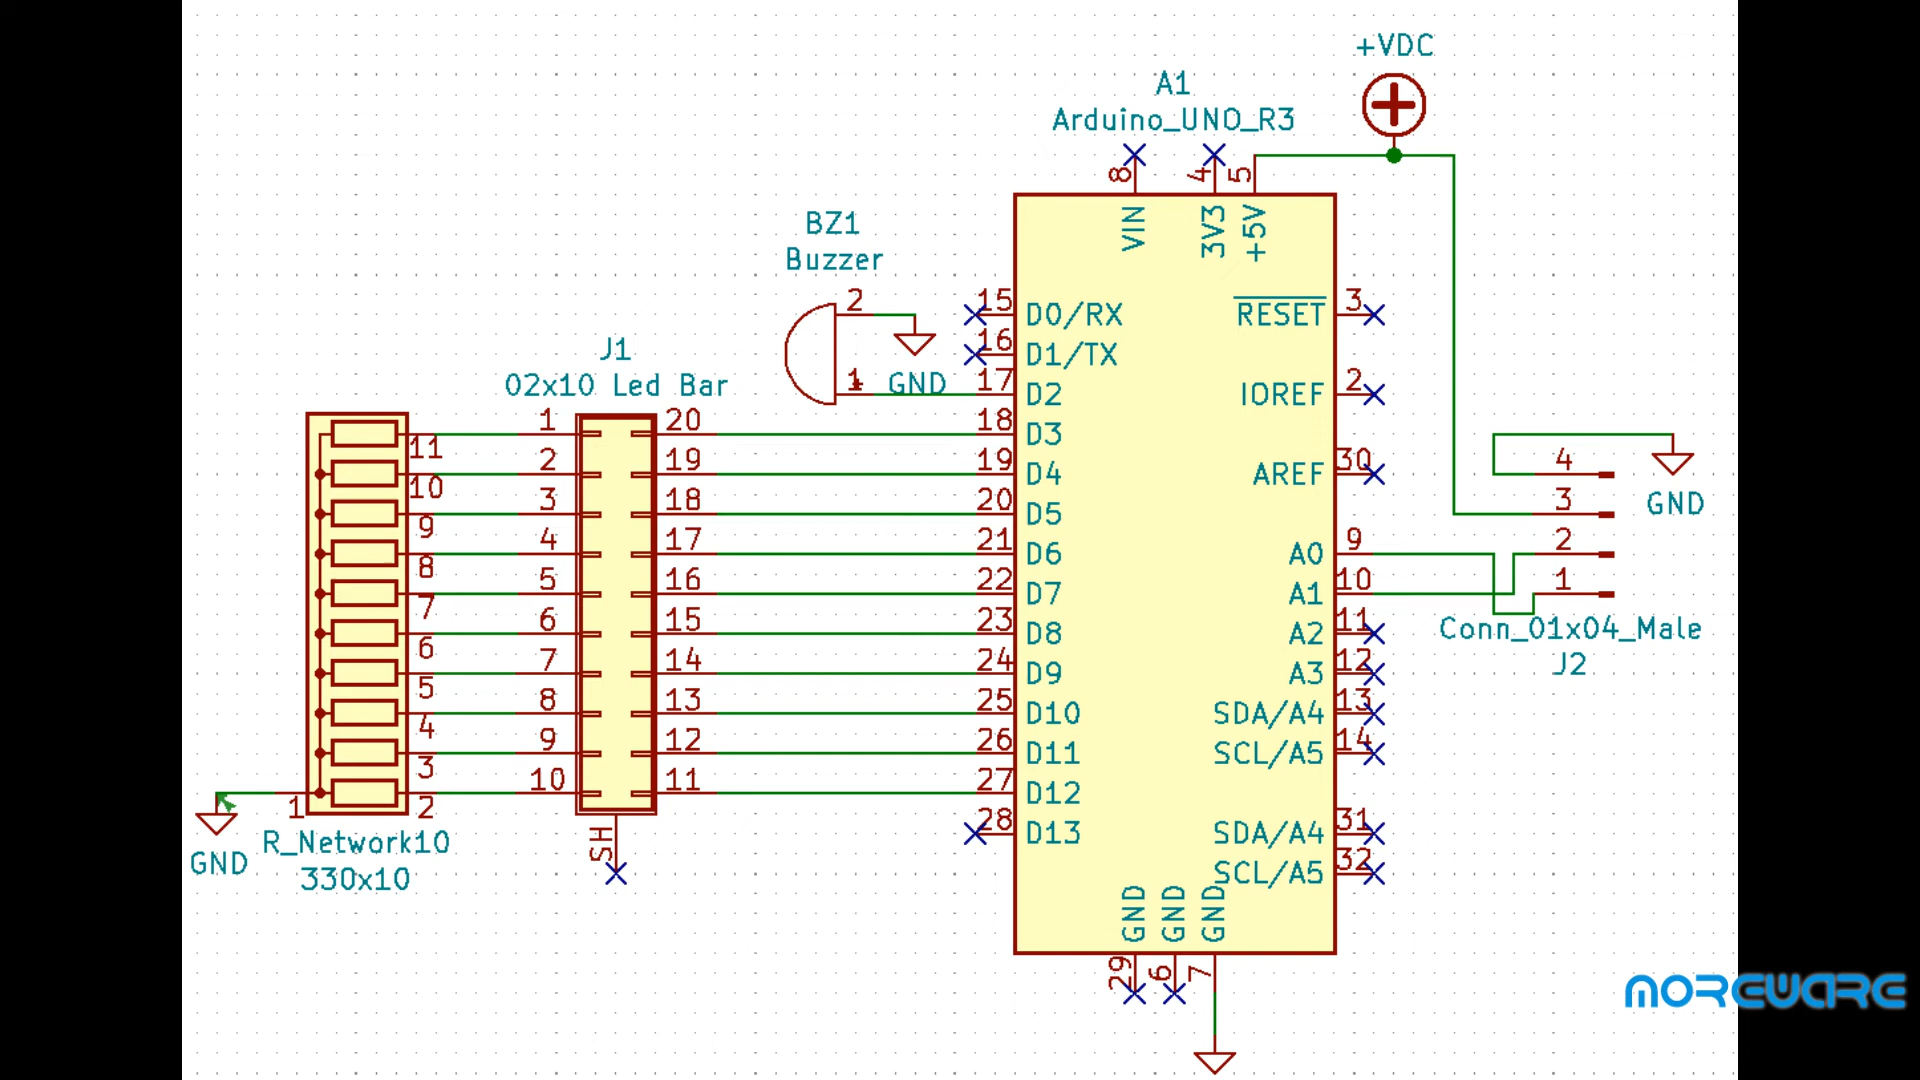 +VDC
A1
Arduino_UNO_R3
8
4
5
VIN
3V3
+5V
BZ1
Buzzer
2
1
GND
15 D0/RX
16 D1/TX
17 D2
18 D3
19 D4
20 D5
21 D6
22 D7
23 D8
24 D9
25 D10
26 D11
27 D12
28 D13
RESET 3
IOREF 2
AREF 30
A0 9
A1 10
A2 11
A3 12
SDA/A4 13
SCL/A5 14
SDA/A4 31
SCL/A5 32
GND
GND
GND
29
6
7
J1
02x10 Led Bar
1 20
2 19
3 18
4 17
5 16
6 15
7 14
8 13
9 12
10 11
SH
11
10
9
8
7
6
5
4
3
1 2
R_Network10
330x10
GND
4
3
2
1
GND
Conn_01x04_Male
J2
MOREWARE